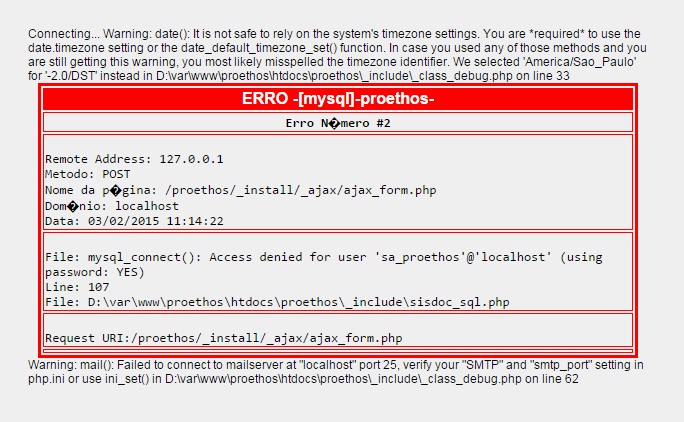 Connecting... Warning: date(): It is not safe to rely on the system's timezone settings. You are *required* to use the
date.timezone setting or the date_default_timezone_set() function. In case you used any of those methods and you
are still getting this warning, you most likely misspelled the timezone identifier. We selected 'America/Sao_Paulo'
for '-2.0/DST' instead in D:\var\www\proethos\htdocs\proethos\_include\_class_debug.php on line 33
ERRO -[mysql]-proethos-
Erro N�mero #2
Remote Address: 127.0.0.1
Metodo: POST
Nome da p�gina: /proethos/_install/_ajax/ajax_form.php
Dom�nio: localhost
Data: 03/02/2015 11:14:22
File: mysql_connect(): Access denied for user 'sa_proethos'@'localhost' (using
password: YES)
Line: 107
File: D:\var\www\proethos\htdocs\proethos\_include\sisdoc_sql.php
Request URI:/proethos/_install/_ajax/ajax_form.php
Warning: mail(): Failed to connect to mailserver at "localhost" port 25, verify your "SMTP" and "smtp_port" setting in
php.ini or use ini_set() in D:\var\www\proethos\htdocs\proethos\_include\_class_debug.php on line 62